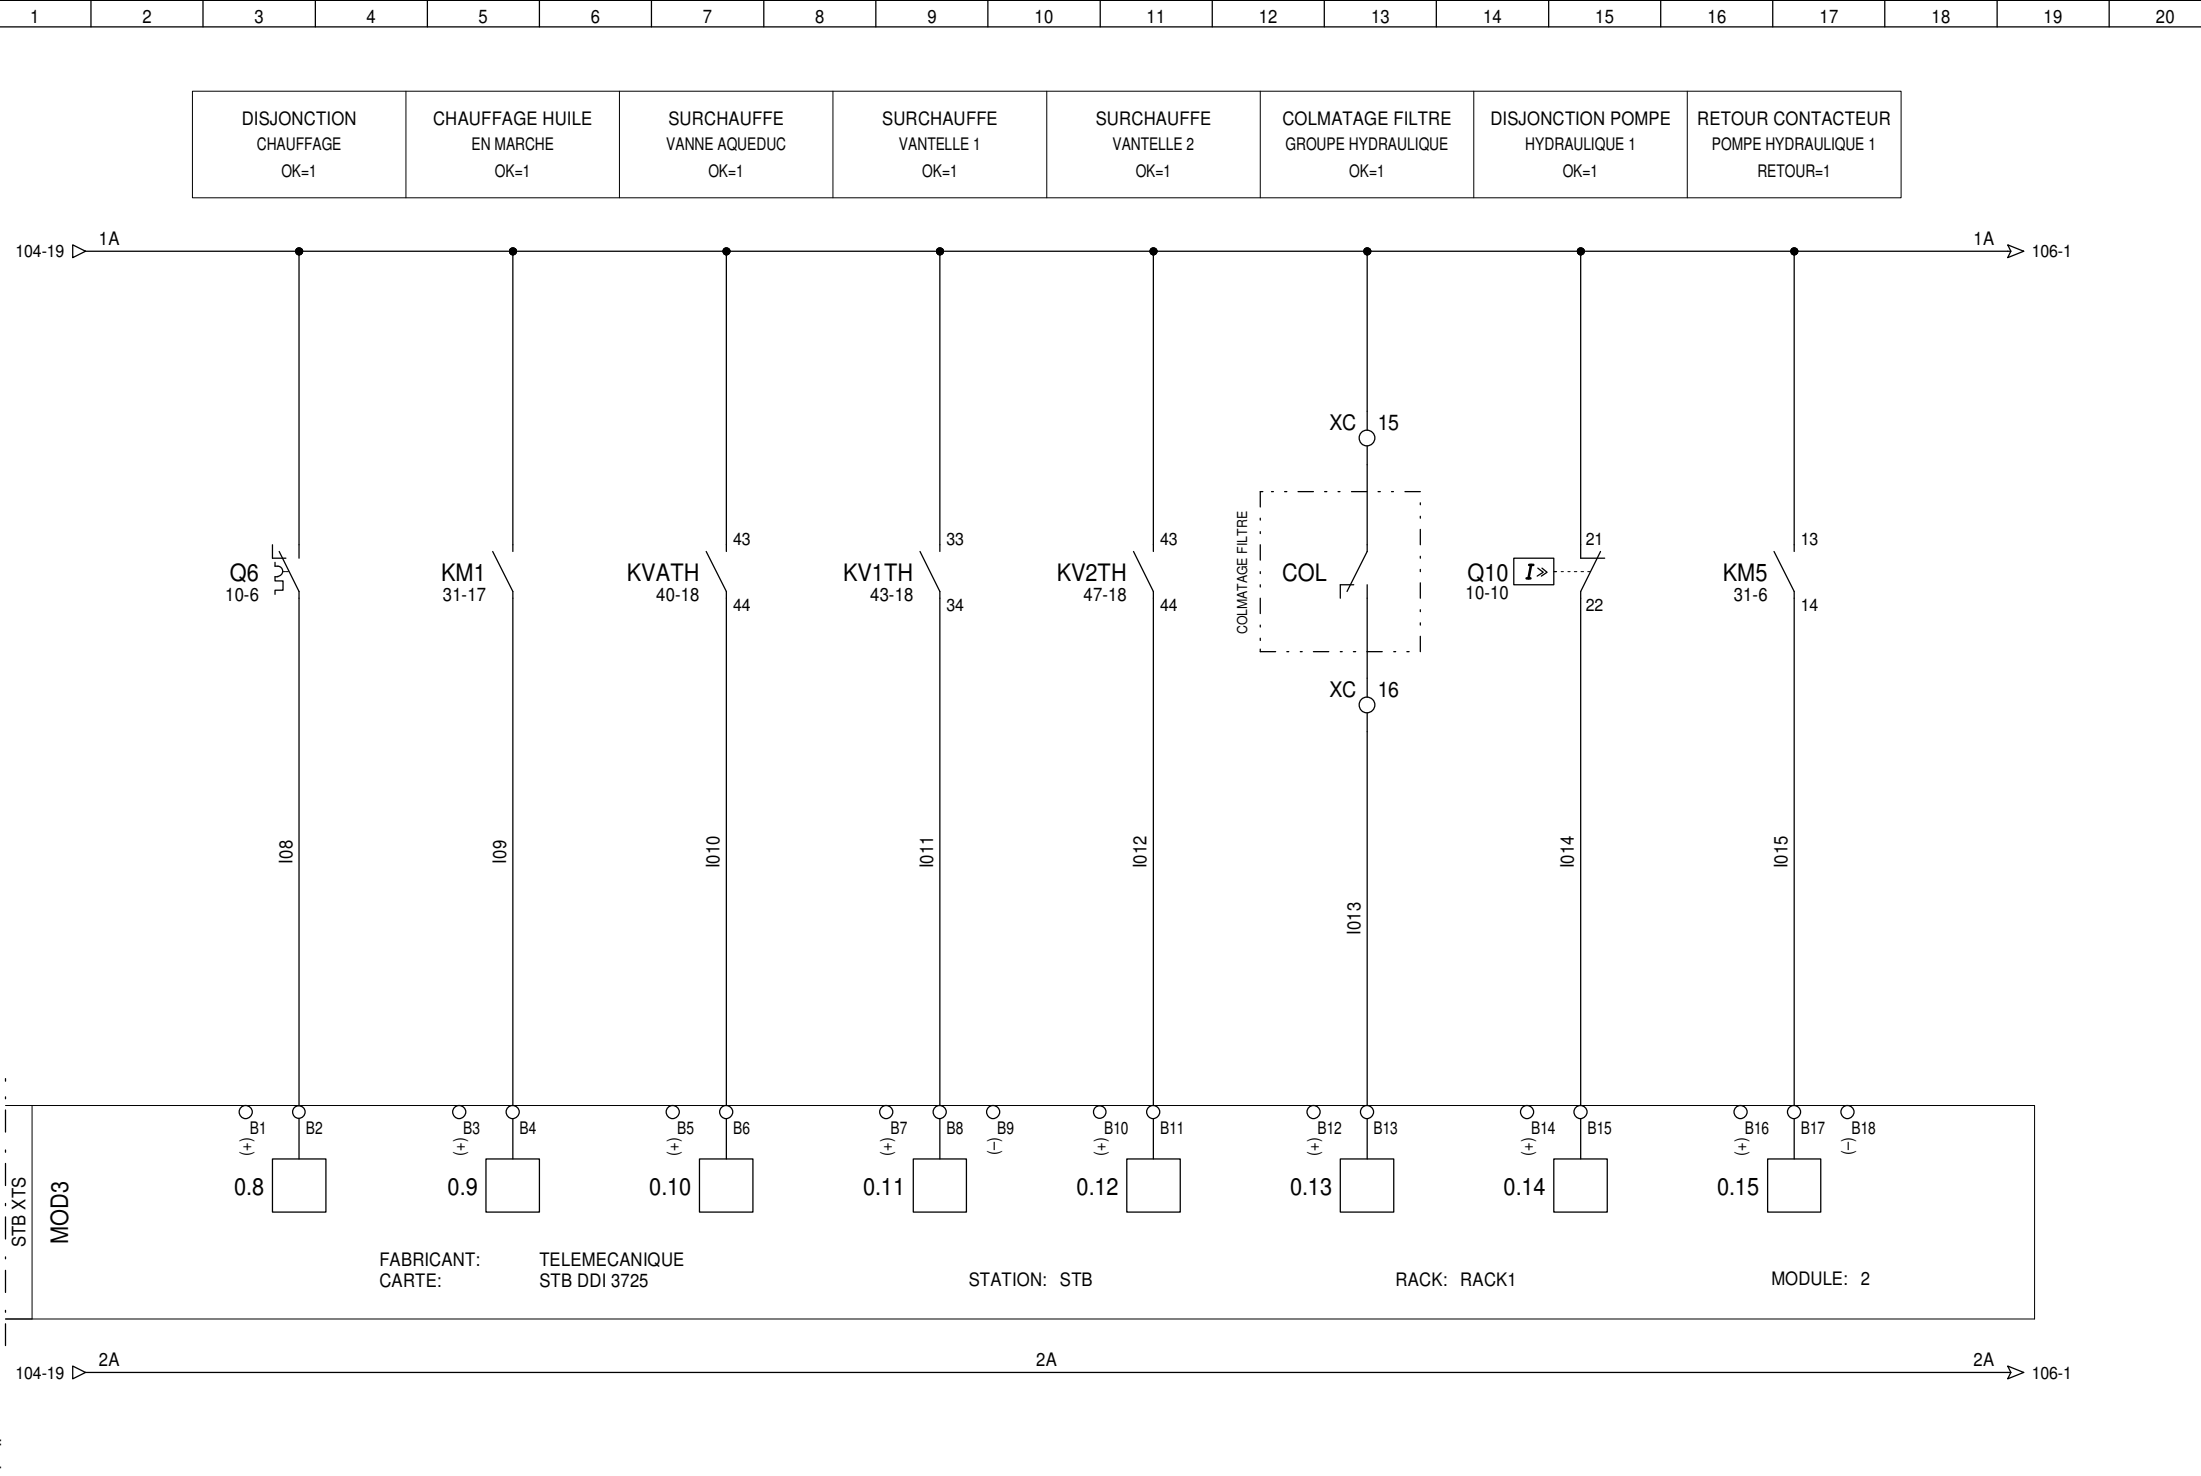 1 2 3 4 5 6 7 8 9 10 11 12 13 14 15 16 17 18 19 20
DISJONCTION CHAUFFAGE HUILE SURCHAUFFE SURCHAUFFE SURCHAUFFE COLMATAGE FILTRE DISJONCTION POMPE RETOUR CONTACTEUR
CHAUFFAGE EN MARCHE VANNE AQUEDUC VANTELLE 1 VANTELLE 2 GROUPE HYDRAULIQUE HYDRAULIQUE 1 POMPE HYDRAULIQUE 1
OK=1 OK=1 OK=1 OK=1 OK=1 OK=1 OK=1 RETOUR=1
1A 1A
104-19 106-1
XC 15
COLMATAGE FILTRE
43 33 43 21 13
Q6 KM1 KVATH KV1TH KV2TH COL Q10 I» KM5
10-6 31-17 40-18 43-18 47-18 10-10 31-6
44 34 44 22 14
XC 16
I08 I09 I010 I011 I012 I014 I015
I013
B1 B2 B3 B4 B5 B6 B7 B8 B9 B10 B11 B12 B13 B14 B15 B16 B17 B18
(+) (+) (+) (+) (–) (+) (+) (+) (+) (–)
0.8 0.9 0.10 0.11 0.12 0.13 0.14 0.15
STB XTS
MOD3
FABRICANT: TELEMECANIQUE
CARTE: STB DDI 3725
STATION: STB
RACK: RACK1
MODULE: 2
2A 2A 2A
104-19 106-1